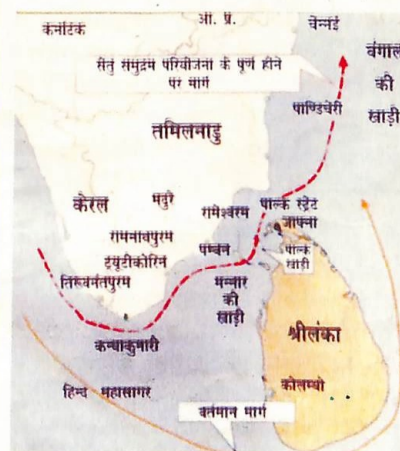 कर्नाटक
आ. प्र.
चेन्नई
बंगाल
की
खाड़ी
सेतु समुद्रम परियोजना के पूर्ण होने
पर मार्ग
पाण्डिचेरी
तमिलनाडु
केरल
मदुरै
रामेश्वरम
पाल्क स्ट्रेट
जाफना
रामनाथपुरम
पम्बन
पाल्क
खाड़ी
ट्रयूटीकोरिन
तिरुवनंतपुरम
मन्नार
की
खाड़ी
कन्याकुमारी
श्रीलंका
हिन्द महासागर
कोलम्बो
वर्तमान मार्ग